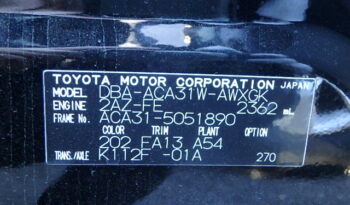 TOYOTA MOTOR CORPORATION JAPAN
MODEL DBA-ACA31W-AWXGK
ENGINE 2AZ-FE 2362 mL
FRAME NO. ACA31-5051890
COLOR TRIM PLANT
202 FA13 A54
TRANS./AXLE K112F -01A 270